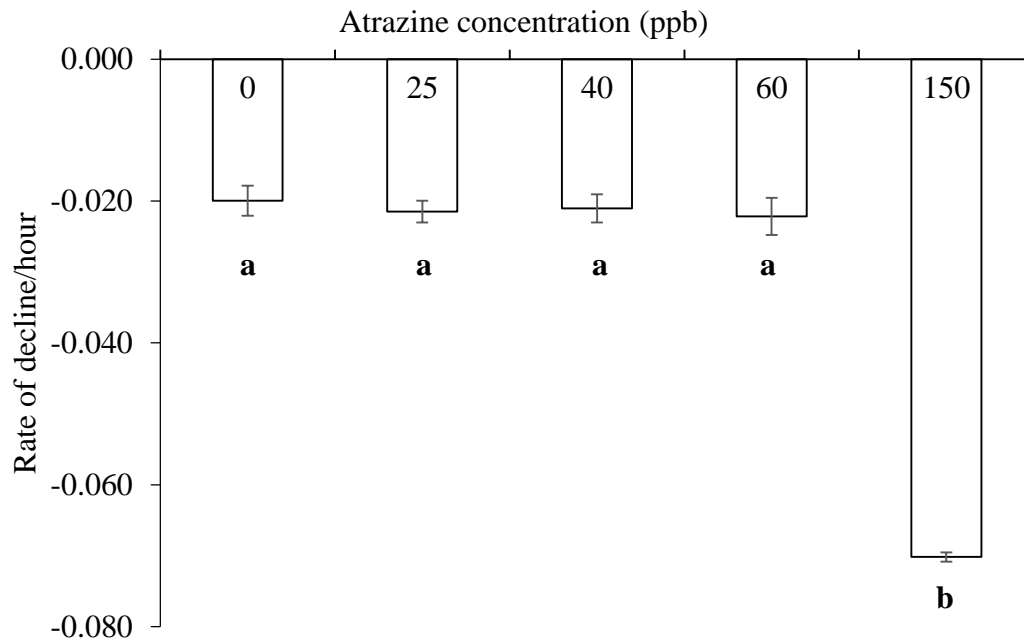 Atrazine concentration (ppb)
0.000
0 25 40 60 150
-0.020
a a a a
-0.040
-0.060
b
-0.080
Rate of decline/hour